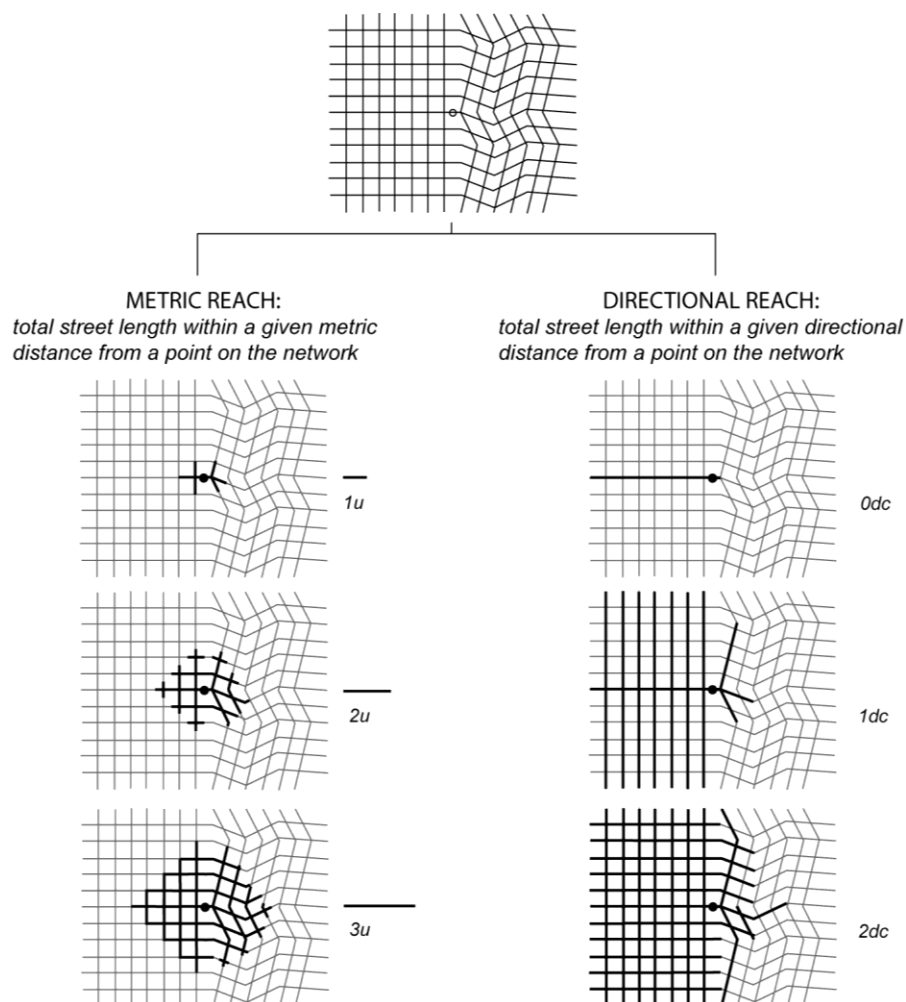 METRIC REACH:
total street length within a given metric
distance from a point on the network
DIRECTIONAL REACH:
total street length within a given directional
distance from a point on the network
1u
0dc
2u
1dc
3u
2dc